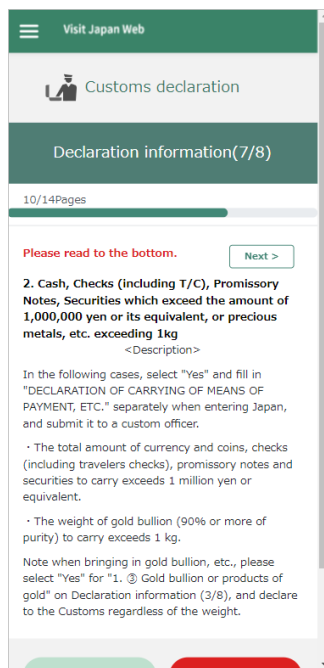 Visit Japan Web
Customs declaration
Declaration information(7/8)
10/14Pages
Please read to the bottom.
Next >
2. Cash, Checks (including T/C), Promissory
Notes, Securities which exceed the amount of
1,000,000 yen or its equivalent, or precious
metals, etc. exceeding 1kg
<Description>
In the following cases, select "Yes" and fill in
"DECLARATION OF CARRYING OF MEANS OF
PAYMENT, ETC." separately when entering Japan,
and submit it to a custom officer.
・The total amount of currency and coins, checks
(including travelers checks), promissory notes and
securities to carry exceeds 1 million yen or
equivalent.
・The weight of gold bullion (90% or more of
purity) to carry exceeds 1 kg.
Note when bringing in gold bullion, etc., please
select "Yes" for "1. ③ Gold bullion or products of
gold" on Declaration information (3/8), and declare
to the Customs regardless of the weight.